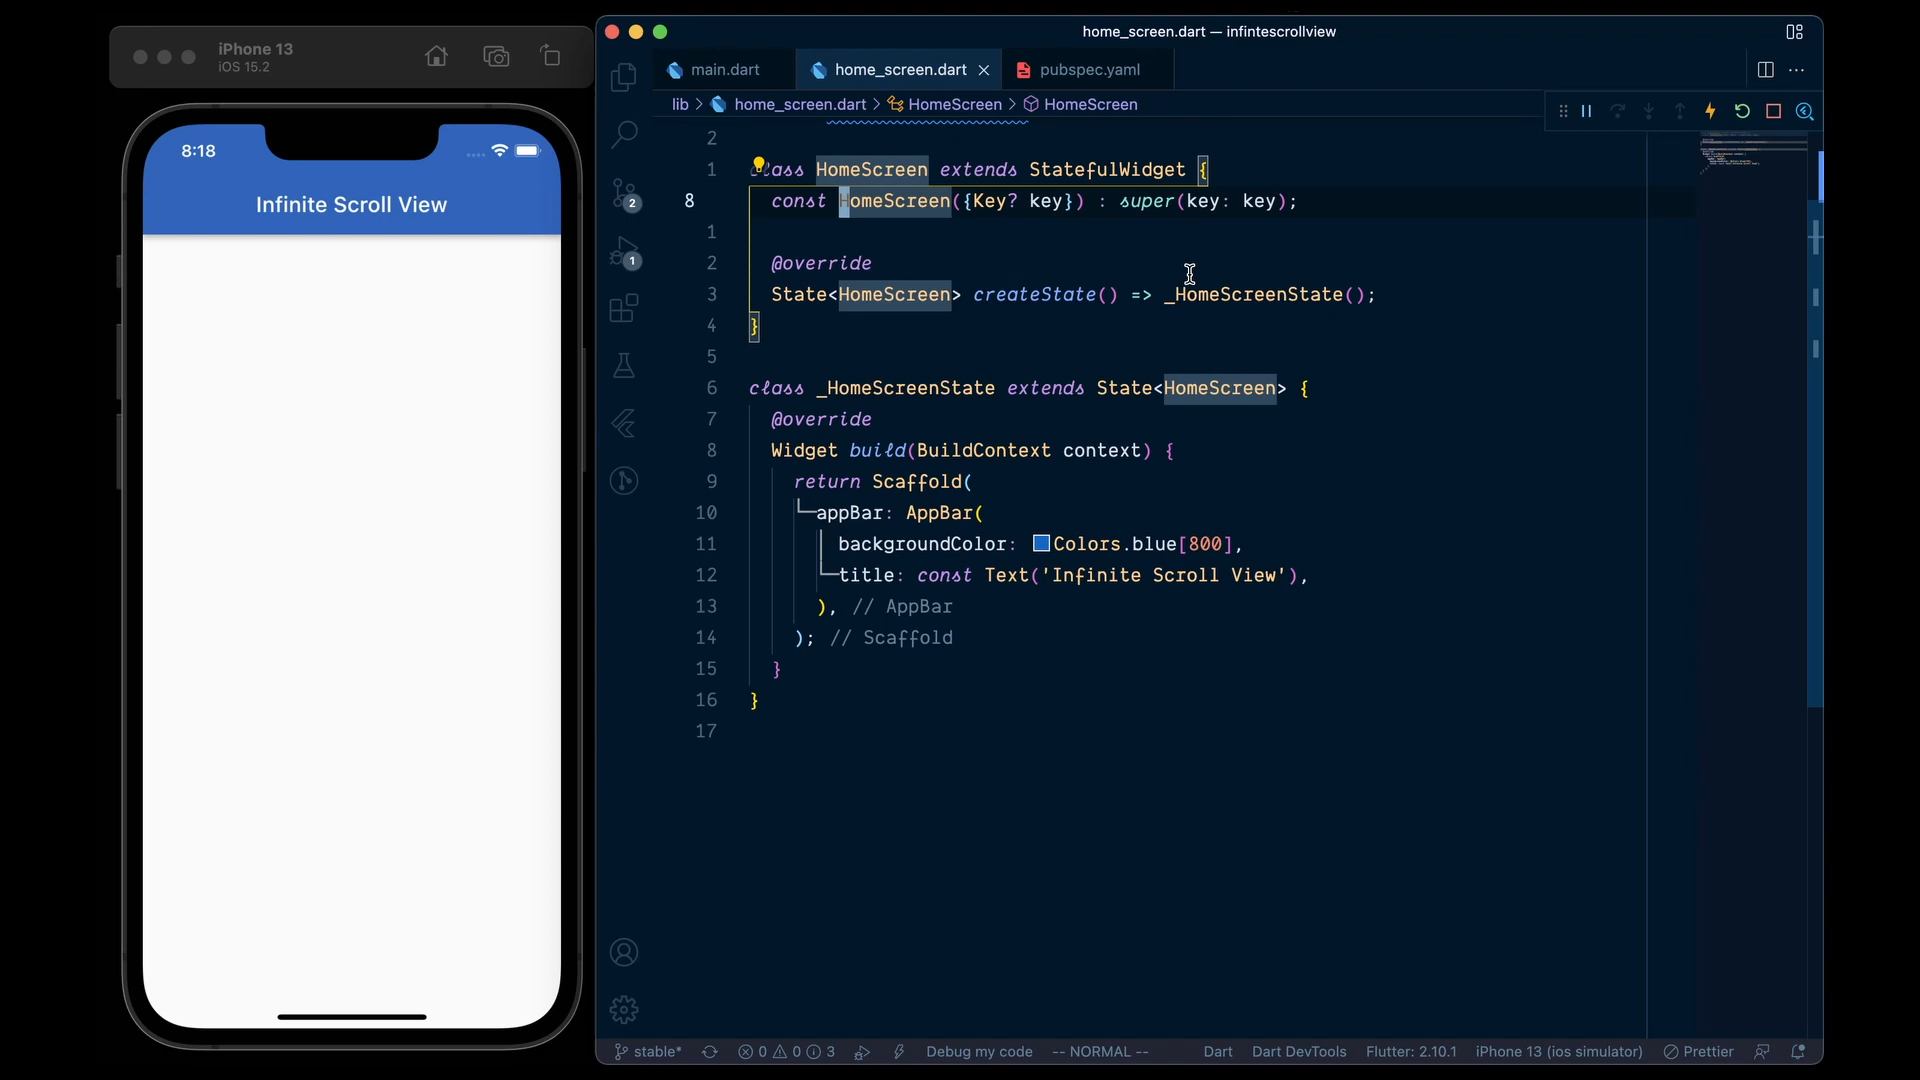 iPhone 13
iOS 15.2
8:18
Infinite Scroll View
home_screen.dart — infintescrollview
main.dart
home_screen.dart
pubspec.yaml
lib > home_screen.dart > HomeScreen > HomeScreen
2
1 class HomeScreen extends StatefulWidget {
8 const HomeScreen({Key? key}) : super(key: key);
1
2 @override
3 State<HomeScreen> createState() => _HomeScreenState();
4 }
5
6 class _HomeScreenState extends State<HomeScreen> {
7 @override
8 Widget build(BuildContext context) {
9 return Scaffold(
10 appBar: AppBar(
11 backgroundColor: Colors.blue[800],
12 title: const Text('Infinite Scroll View'),
13 ), // AppBar
14 ); // Scaffold
15 }
16 }
17
2
1
stable* 0 0 3 Debug my code -- NORMAL -- Dart Dart DevTools Flutter: 2.10.1 iPhone 13 (ios simulator) Prettier